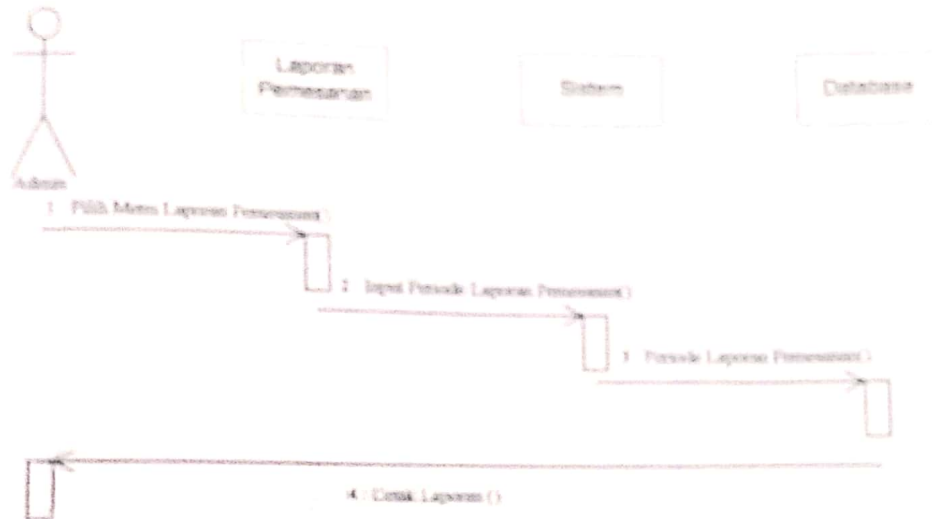 Laporan
Pemesanan
Sistem
Database
Admin
1 : Pilih Menu Laporan Pemesanan()
2 : Input Periode Laporan Pemesanan()
3 : Periode Laporan Pemesanan()
4 : Cetak Laporan ()